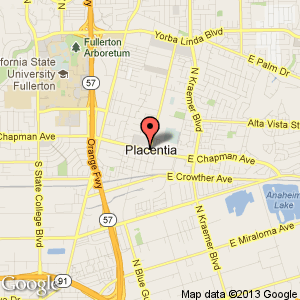 Yorba Linda Blvd
Fullerton
Arboretum
ifornia State
University
Fullerton
E Palm Dr
57
N Kraemer Blvd
Alta Vista St
Chapman Ave
Placentia
E Chapman Ave
Orange Fwy
E Crowther Ave
S State College Blvd
Anaheim
Lake
57
N Kraemer Blvd
E Miraloma Ave
91
Google
Map data ©2013 Google